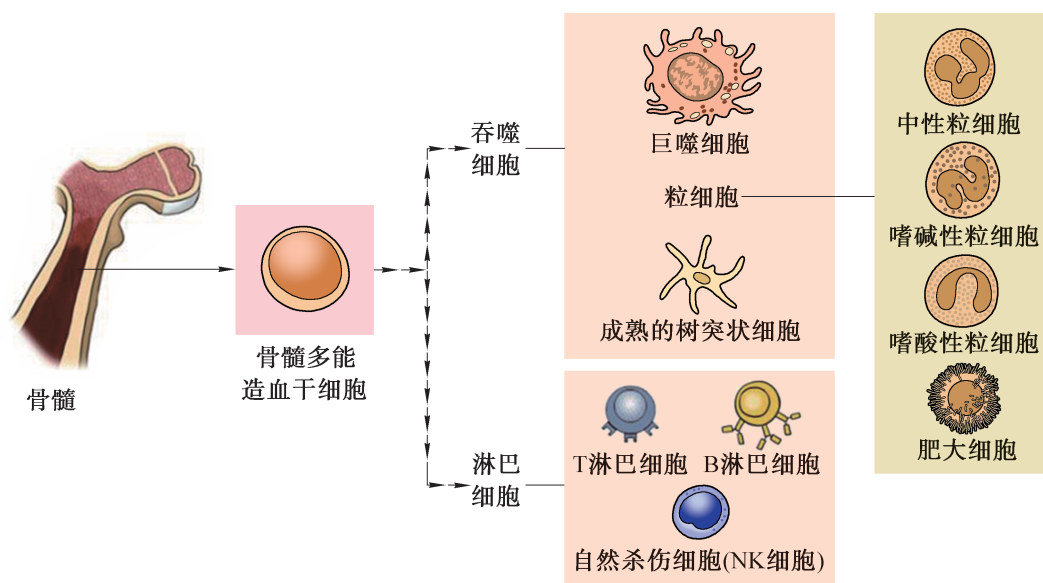 骨髓
骨髓多能
造血干细胞
吞噬
细胞
巨噬细胞
粒细胞
成熟的树突状细胞
中性粒细胞
嗜碱性粒细胞
嗜酸性粒细胞
肥大细胞
淋巴
细胞
T淋巴细胞
B淋巴细胞
自然杀伤细胞(NK细胞)